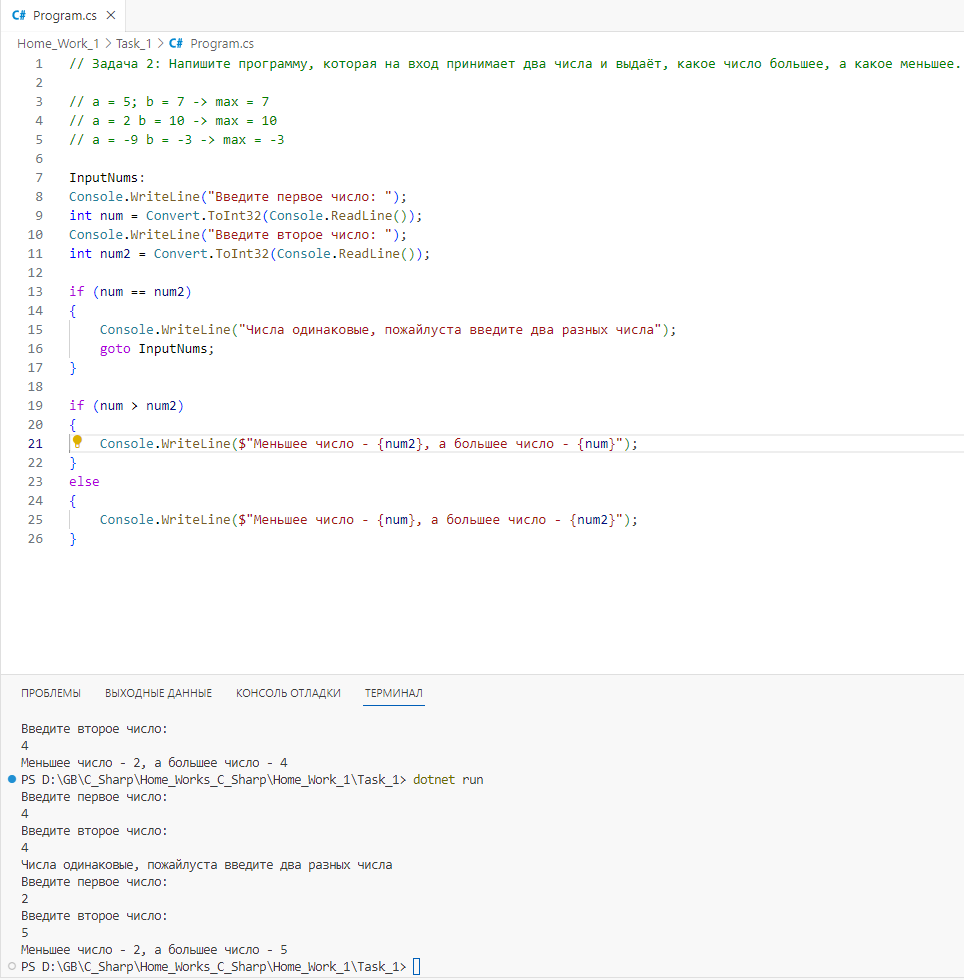 C# Program.cs ×
Home_Work_1 > Task_1 > C# Program.cs
1 // Задача 2: Напишите программу, которая на вход принимает два числа и выдаёт, какое число большее, а какое меньшее.
2
3 // a = 5; b = 7 -> max = 7
4 // a = 2 b = 10 -> max = 10
5 // a = -9 b = -3 -> max = -3
6
7 InputNums:
8 Console.WriteLine("Введите первое число: ");
9 int num = Convert.ToInt32(Console.ReadLine());
10 Console.WriteLine("Введите второе число: ");
11 int num2 = Convert.ToInt32(Console.ReadLine());
12
13 if (num == num2)
14 {
15     Console.WriteLine("Числа одинаковые, пожайлуста введите два разных числа");
16     goto InputNums;
17 }
18
19 if (num > num2)
20 {
21     Console.WriteLine($"Меньшее число - {num2}, а большее число - {num}");
22 }
23 else
24 {
25     Console.WriteLine($"Меньшее число - {num}, а большее число - {num2}");
26 }
ПРОБЛЕМЫ ВЫХОДНЫЕ ДАННЫЕ КОНСОЛЬ ОТЛАДКИ ТЕРМИНАЛ
Введите второе число:
4
Меньшее число - 2, а большее число - 4
PS D:\GB\C_Sharp\Home_Works_C_Sharp\Home_Work_1\Task_1> dotnet run
Введите первое число:
4
Введите второе число:
4
Числа одинаковые, пожайлуста введите два разных числа
Введите первое число:
2
Введите второе число:
5
Меньшее число - 2, а большее число - 5
PS D:\GB\C_Sharp\Home_Works_C_Sharp\Home_Work_1\Task_1>